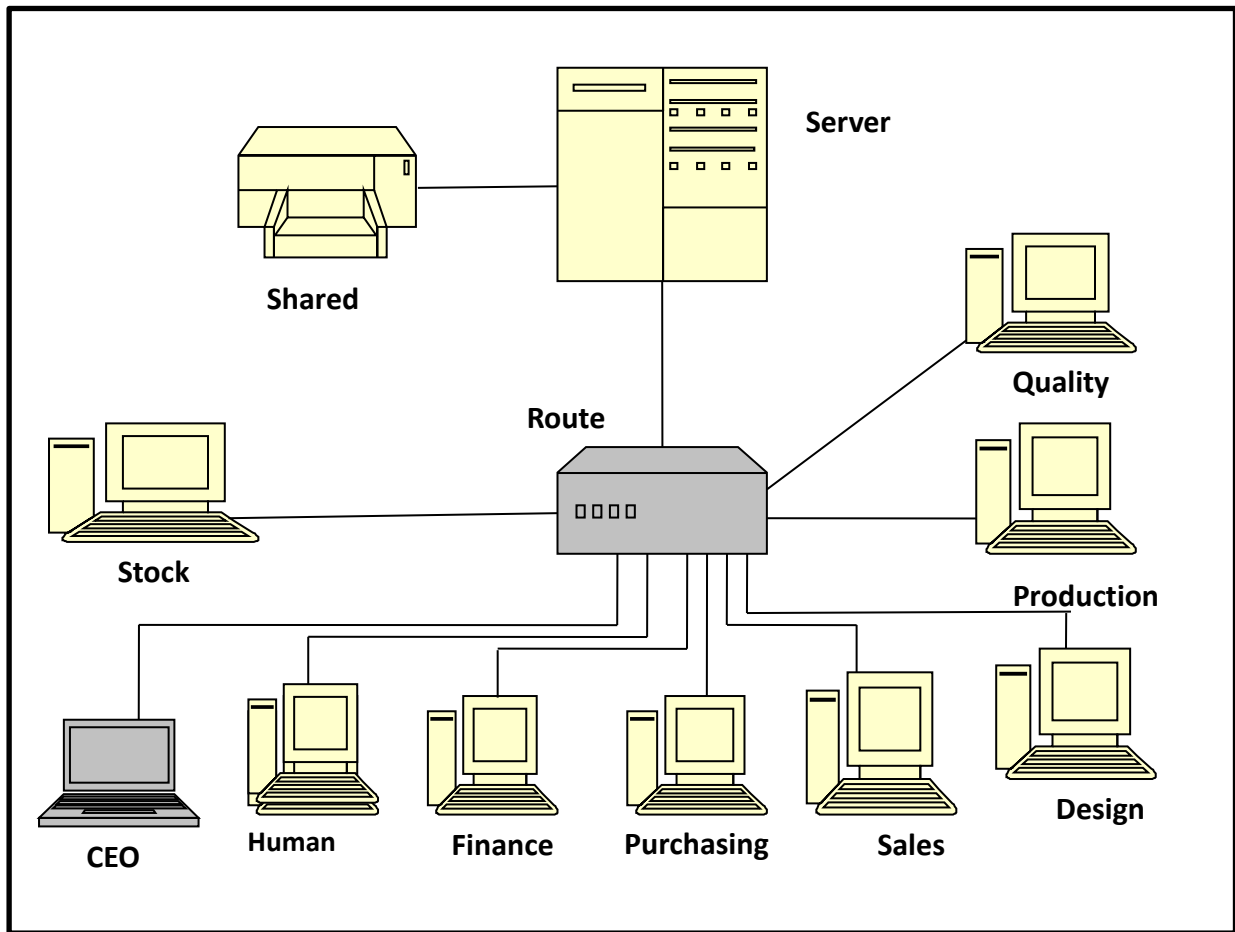 Server
Shared
Quality
Route
Stock
Production
CEO
Human
Finance
Purchasing
Sales
Design